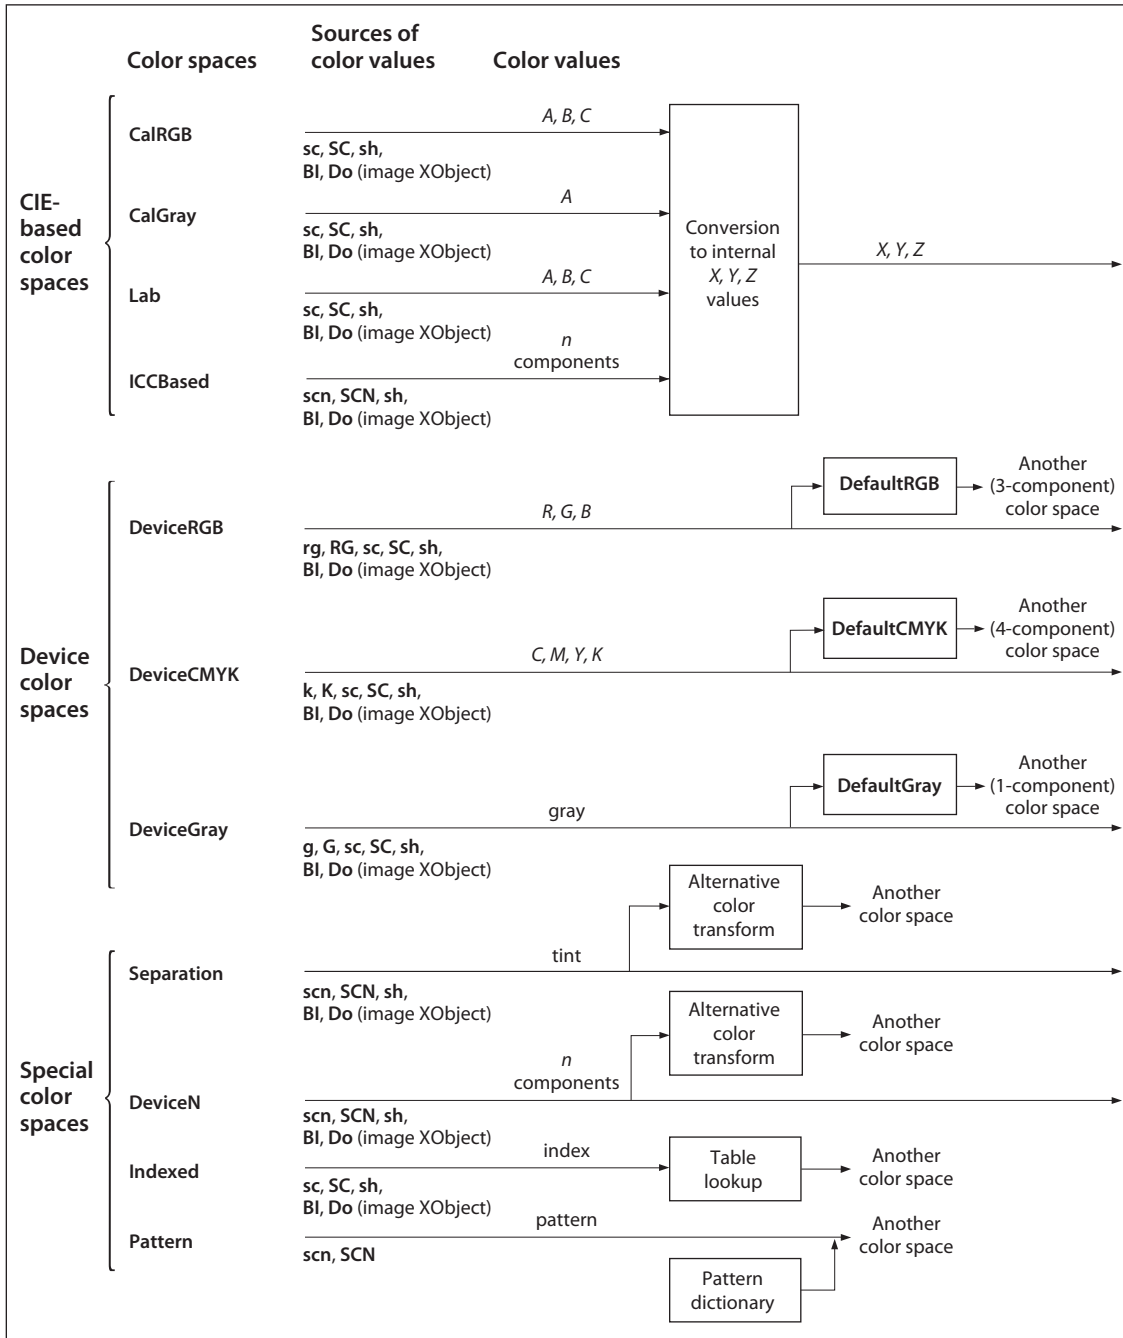 Sources of
Color spaces color values Color values
A, B, C
CalRGB
sc, SC, sh,
BI, Do (image XObject)
CIE-
based
color
spaces
A
CalGray
sc, SC, sh,
BI, Do (image XObject)
Conversion
to internal
X, Y, Z
values
X, Y, Z
A, B, C
Lab
sc, SC, sh,
BI, Do (image XObject)
n
components
ICCBased
scn, SCN, sh,
BI, Do (image XObject)
DefaultRGB
Another
(3-component)
color space
R, G, B
DeviceRGB
rg, RG, sc, SC, sh,
BI, Do (image XObject)
Device
color
spaces
DefaultCMYK
Another
(4-component)
color space
C, M, Y, K
DeviceCMYK
k, K, sc, SC, sh,
BI, Do (image XObject)
DefaultGray
Another
(1-component)
color space
gray
DeviceGray
g, G, sc, SC, sh,
BI, Do (image XObject)
Alternative
color
transform
Another
color space
tint
Separation
scn, SCN, sh,
BI, Do (image XObject)
Special
color
spaces
Alternative
color
transform
Another
color space
n
components
DeviceN
scn, SCN, sh,
BI, Do (image XObject)
index
Indexed
Table
lookup
Another
color space
sc, SC, sh,
BI, Do (image XObject)
pattern
Pattern
Another
color space
scn, SCN
Pattern
dictionary